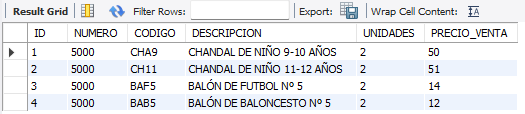 Result Grid Filter Rows: Export: Wrap Cell Content:
ID NUMERO CODIGO DESCRIPCION UNIDADES PRECIO_VENTA
1 5000 CHA9 CHANDAL DE NIÑO 9-10 AÑOS 2 50
2 5000 CH11 CHANDAL DE NIÑO 11-12 AÑOS 2 51
3 5000 BAF5 BALÓN DE FUTBOL Nº 5 2 14
4 5000 BAB5 BALÓN DE BALONCESTO Nº 5 2 12